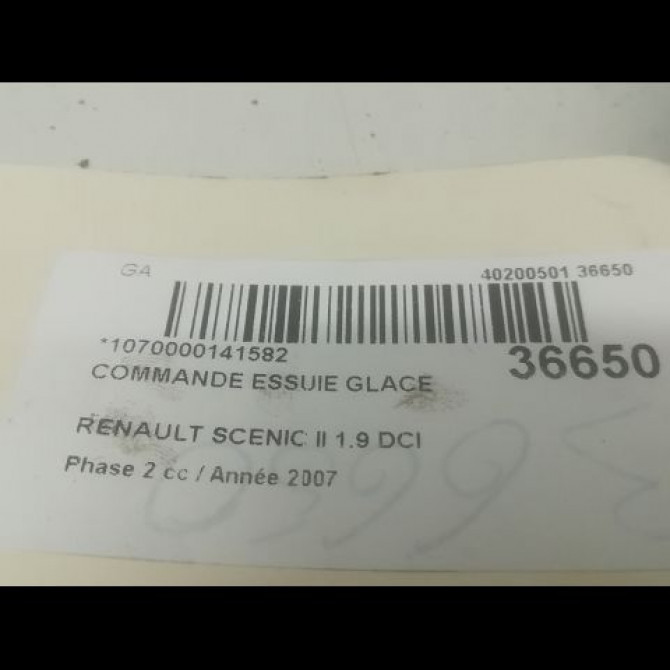 GA
40200501 36650
*1070000141582
36650
COMMANDE ESSUIE GLACE
RENAULT SCENIC II 1.9 DCI
Phase 2 cc / Année 2007